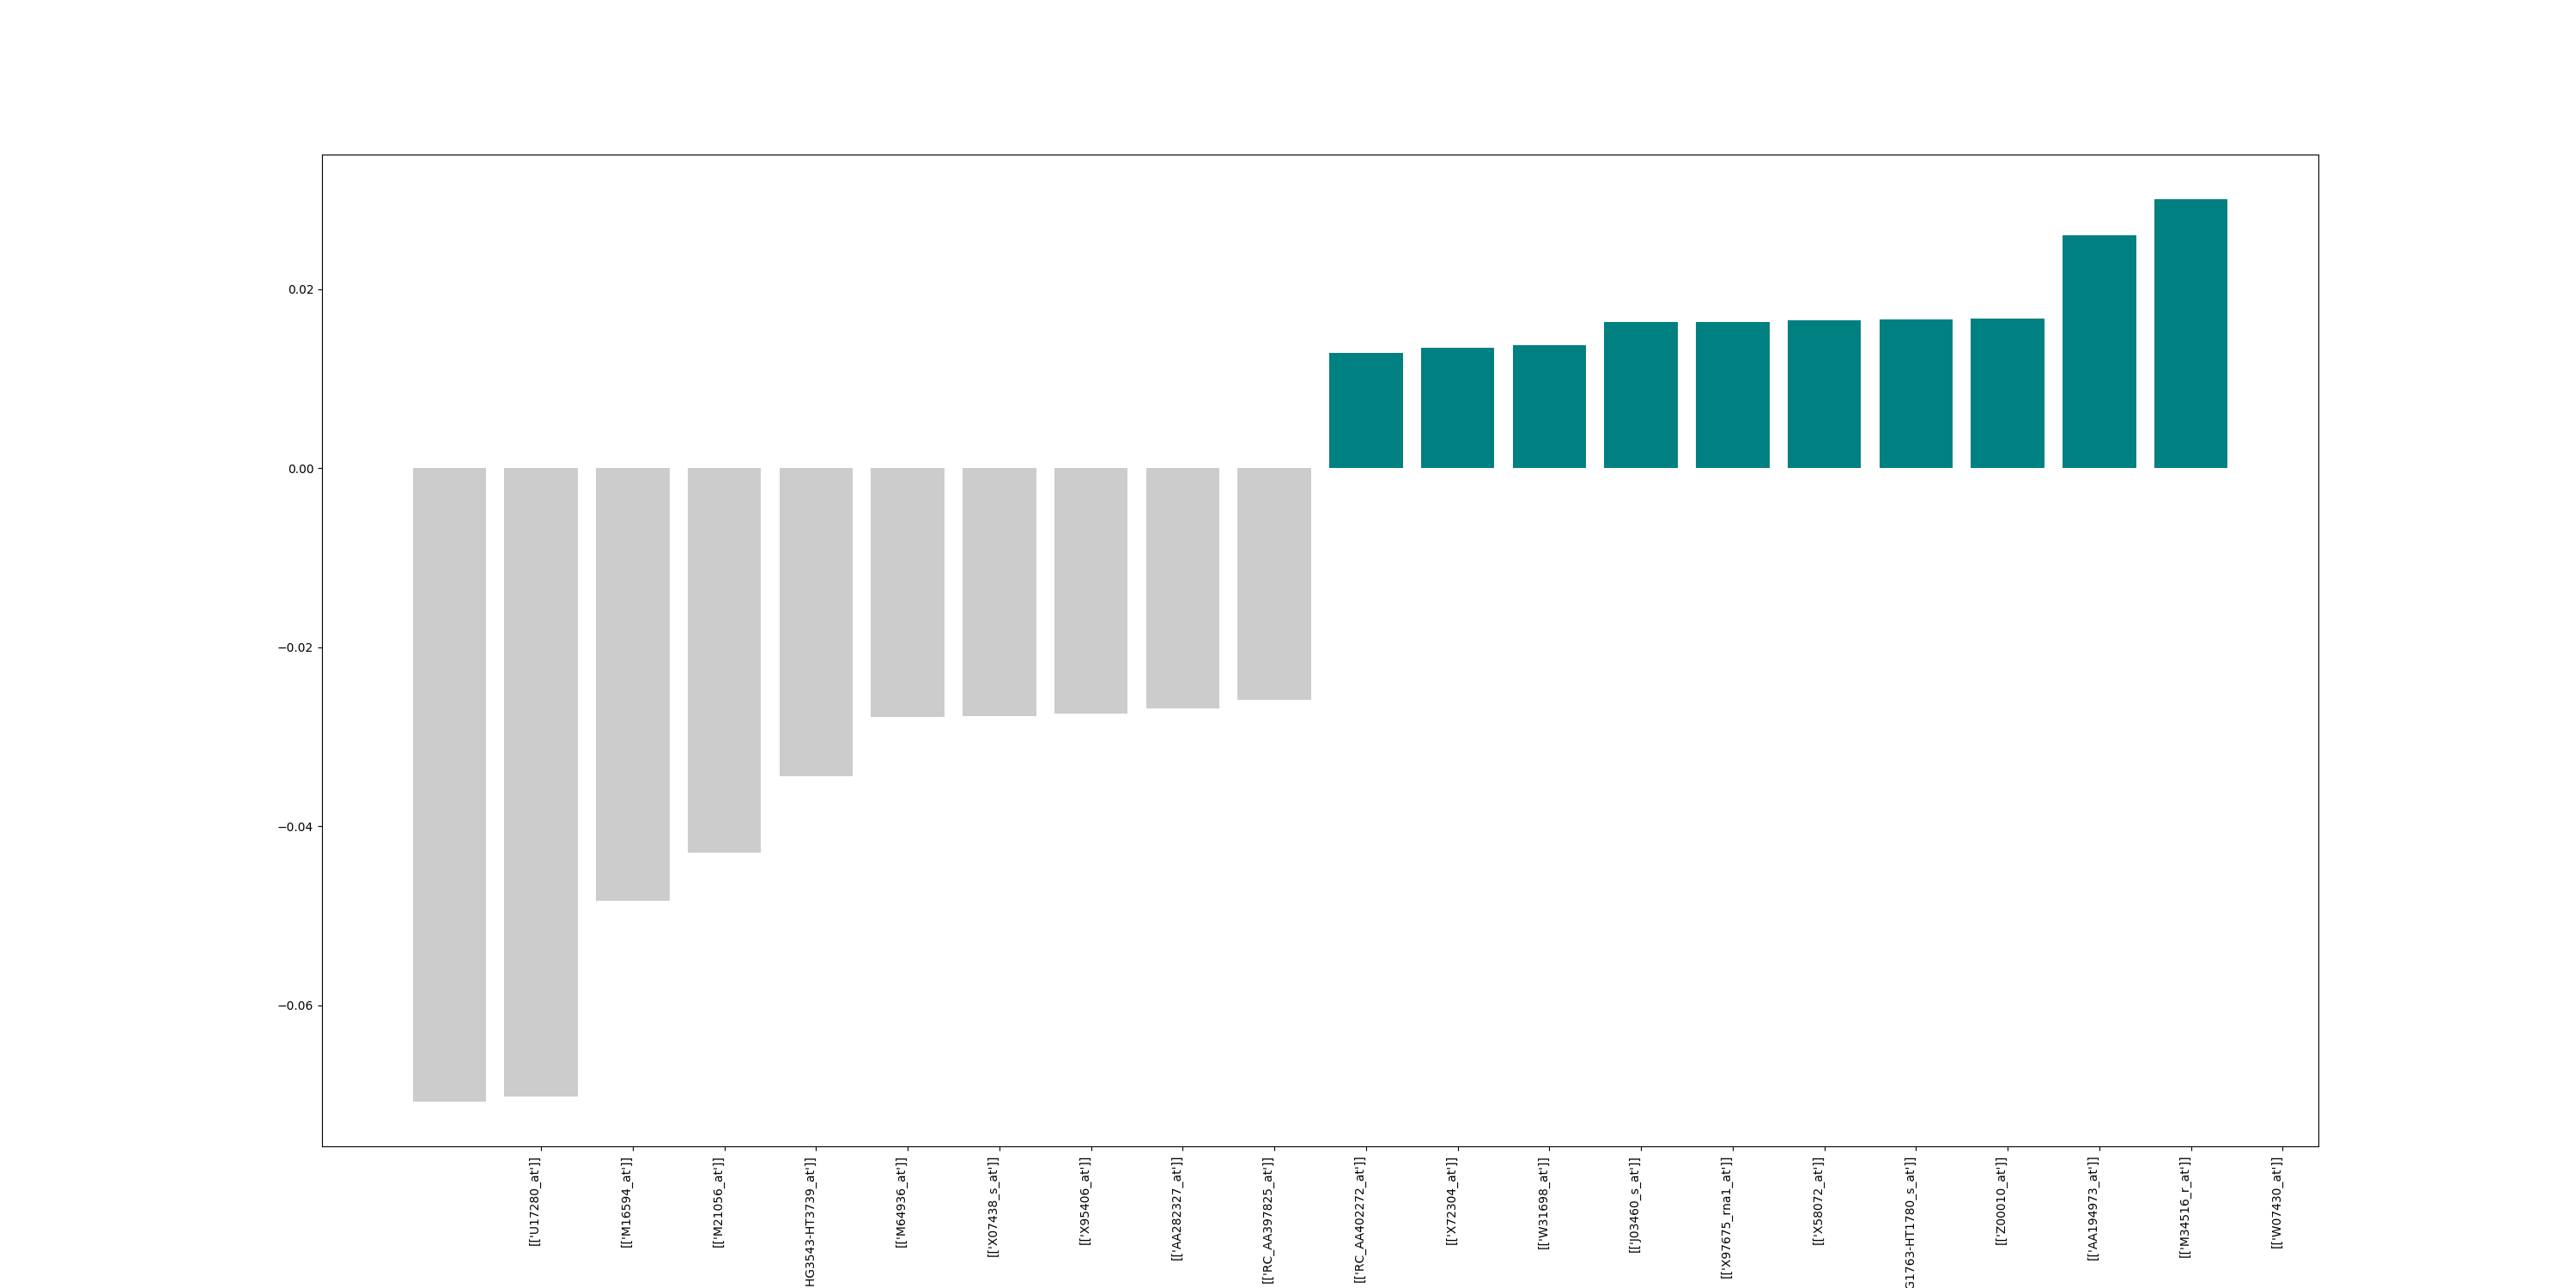 0.02
0.00
−0.02
−0.04
−0.06
[['U17280_at']]
[['M16594_at']]
[['M21056_at']]
HG3543-HT3739_at']]
[['M64936_at']]
[['X07438_s_at']]
[['X95406_at']]
[['AA282327_at']]
[['RC_AA397825_at']]
[['RC_AA402272_at']]
[['X72304_at']]
[['W31698_at']]
[['J03460_s_at']]
[['X97675_rna1_at']]
[['X58072_at']]
G1763-HT1780_s_at']]
[['Z00010_at']]
[['AA194973_at']]
[['M34516_r_at']]
[['W07430_at']]